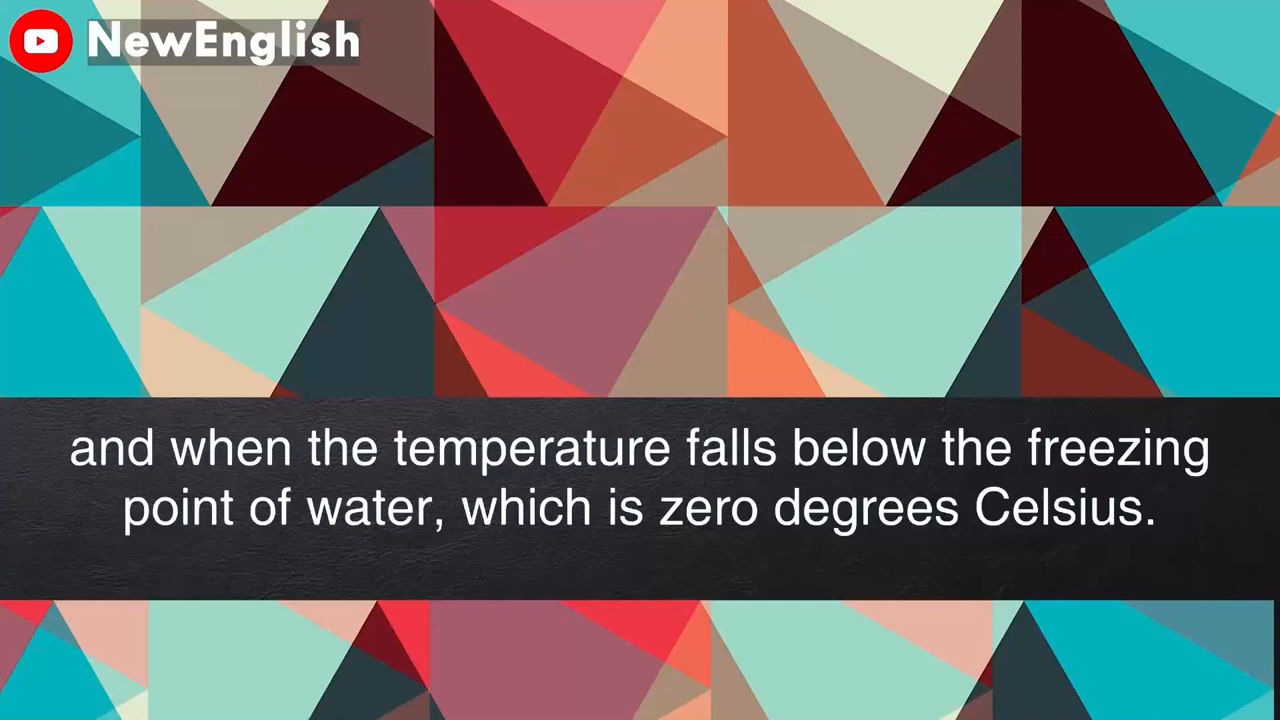 NewEnglish
and when the temperature falls below the freezing
point of water, which is zero degrees Celsius.